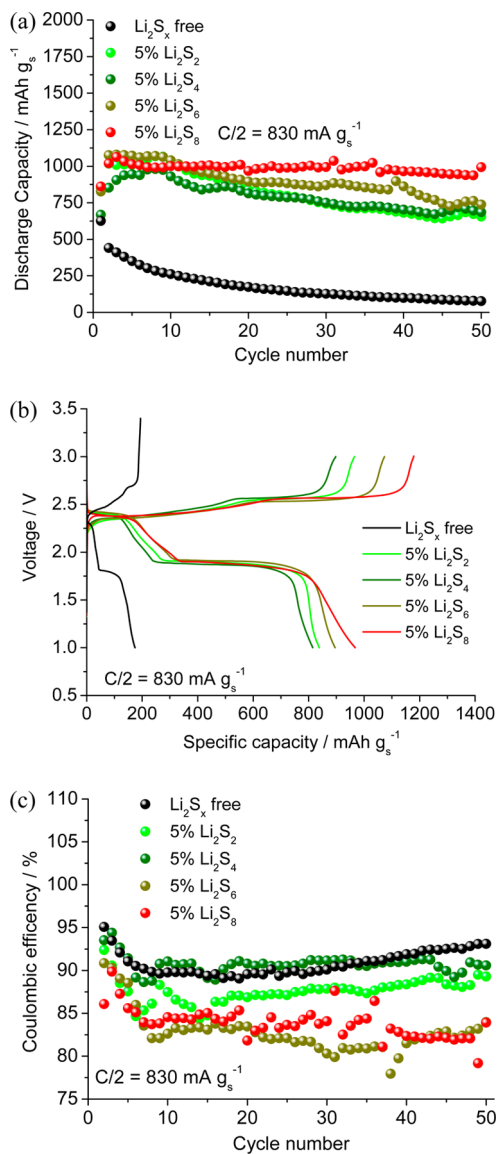 (a)
2000
1750
1500
1250
1000
750
500
250
0
Discharge Capacity / mAh gₛ⁻¹
Li₂Sₓ free
5% Li₂S₂
5% Li₂S₄
5% Li₂S₆
5% Li₂S₈
C/2 = 830 mA gₛ⁻¹
0 10 20 30 40 50
Cycle number
(b)
3.5
3.0
2.5
2.0
1.5
1.0
0.5
Voltage / V
Li₂Sₓ free
5% Li₂S₂
5% Li₂S₄
5% Li₂S₆
5% Li₂S₈
C/2 = 830 mA gₛ⁻¹
0 200 400 600 800 1000 1200 1400
Specific capacity / mAh gₛ⁻¹
(c)
110
105
100
95
90
85
80
75
Coulombic efficency / %
Li₂Sₓ free
5% Li₂S₂
5% Li₂S₄
5% Li₂S₆
5% Li₂S₈
C/2 = 830 mA gₛ⁻¹
0 10 20 30 40 50
Cycle number